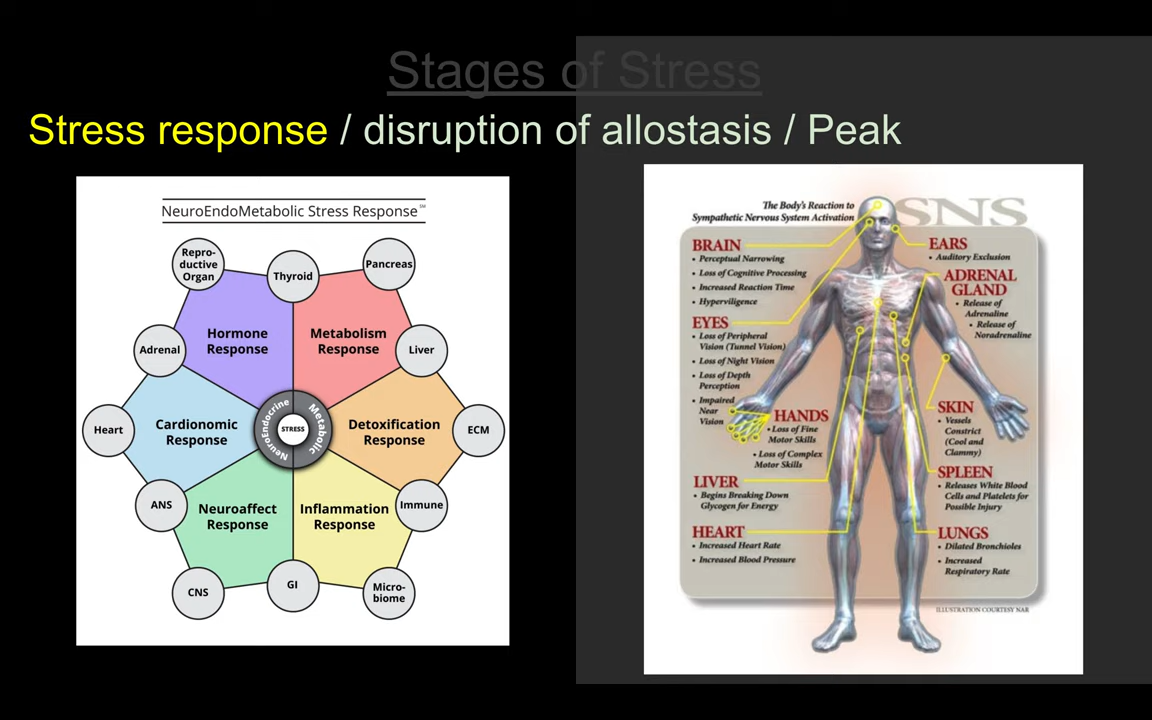 Stages of Stress
Stress response / disruption of allostasis / Peak
NeuroEndoMetabolic Stress Response℠
Repro-
ductive
Organ
Thyroid
Pancreas
Hormone
Response
Metabolism
Response
Adrenal
Liver
Cardionomic
Response
NeuroEndocrine
Metabolic
STRESS
Detoxification
Response
Heart
ECM
ANS
Neuroaffect
Response
Inflammation
Response
Immune
CNS
GI
Micro-
biome
The Body's Reaction to
Sympathetic Nervous System Activation
SNS
BRAIN
• Perceptual Narrowing
• Loss of Cognitive Processing
• Increased Reaction Time
• Hyperviligence
EYES
• Loss of Peripheral
Vision (Tunnel Vision)
• Loss of Night Vision
• Loss of Depth
Perception
• Impaired
Near
Vision
HANDS
• Loss of Fine
Motor Skills
• Loss of Complex
Motor Skills
LIVER
• Begins Breaking Down
Glycogen for Energy
HEART
• Increased Heart Rate
• Increased Blood Pressure
EARS
• Auditory Exclusion
ADRENAL
GLAND
• Release of
Adrenaline
• Release of
Noradrenaline
SKIN
• Vessels
Constrict
(Cool and
Clammy)
SPLEEN
• Releases White Blood
Cells and Platelets for
Possible Injury
LUNGS
• Dilated Bronchioles
• Increased
Respiratory Rate
ILLUSTRATION COURTESY NAR